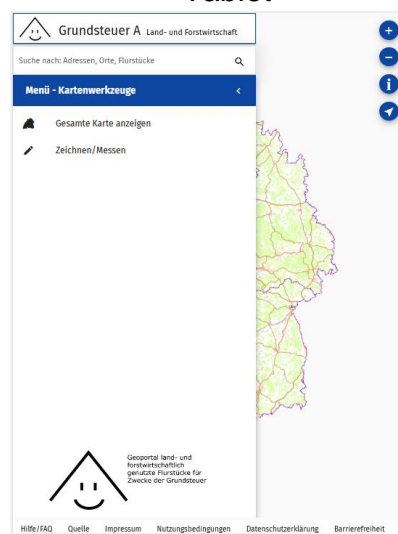 Grundsteuer A Land- und Forstwirtschaft
Suche nach: Adressen, Orte, Flurstücke
Menü - Kartenwerkzeuge
Gesamte Karte anzeigen
Zeichnen/Messen
Geoportal land- und
forstwirtschaftlich
genutzte Flurstücke für
Zwecke der Grundsteuer
Hilfe/FAQ Quelle Impressum Nutzungsbedingungen Datenschutzerklärung Barrierefreiheit